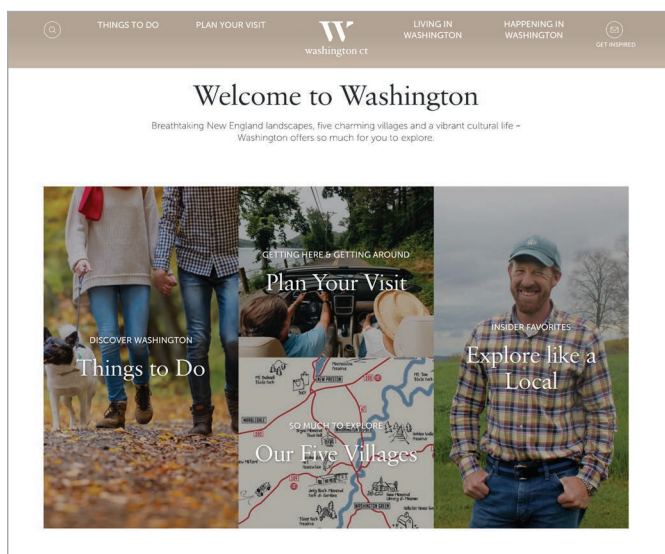 THINGS TO DO
PLAN YOUR VISIT
W
washington ct
LIVING IN
WASHINGTON
HAPPENING IN
WASHINGTON
GET INSPIRED
Welcome to Washington
Breathtaking New England landscapes, five charming villages and a vibrant cultural life –
Washington offers so much for you to explore.
DISCOVER WASHINGTON
Things to Do
GETTING HERE & GETTING AROUND
Plan Your Visit
NEW PRESTON
MARBLEDALE
SO MUCH TO EXPLORE
Our Five Villages
WASHINGTON GREEN
INSIDER FAVORITES
Explore like a
Local